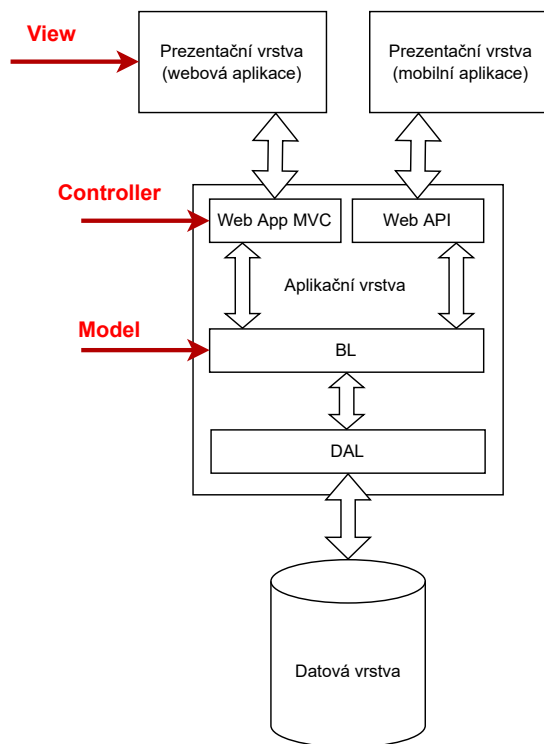 View
Prezentační vrstva
(webová aplikace)
Prezentační vrstva
(mobilní aplikace)
Controller
Web App MVC
Web API
Aplikační vrstva
Model
BL
DAL
Datová vrstva